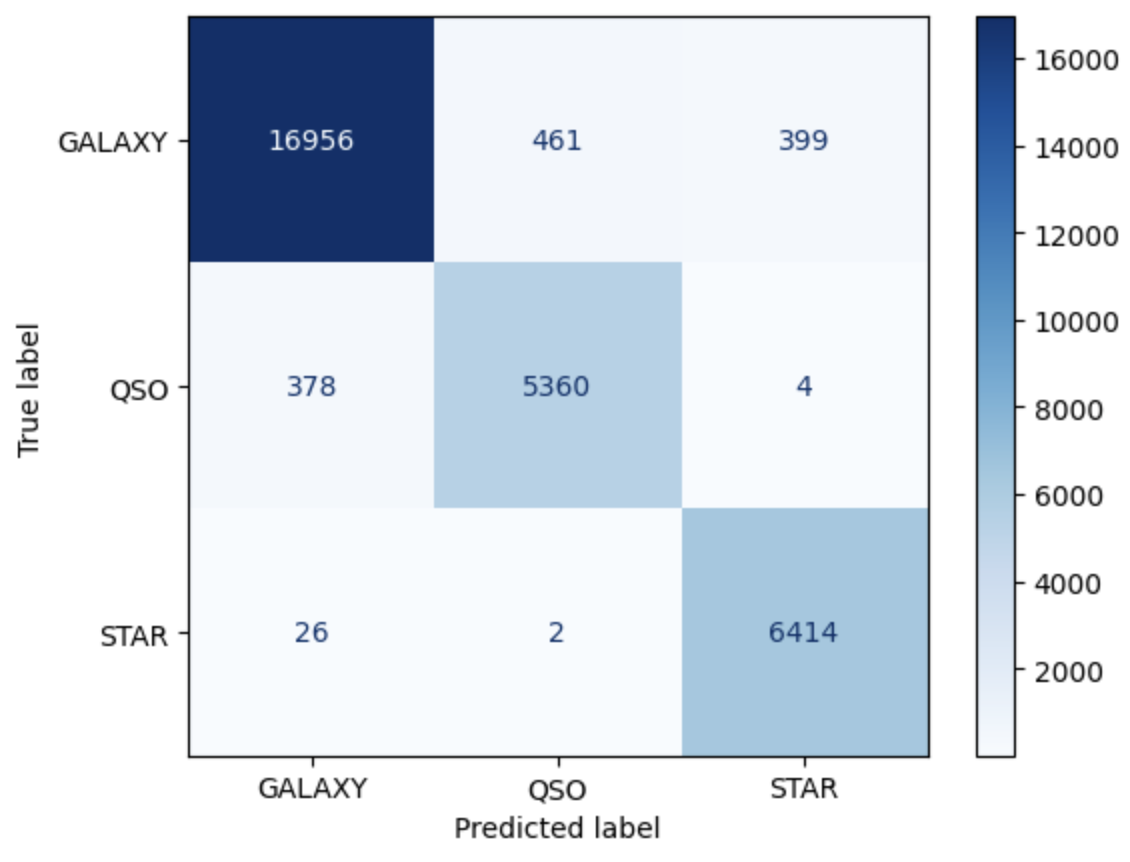 16000
GALAXY 16956 461 399
14000
12000
10000
True label
QSO 378 5360 4
8000
6000
4000
STAR 26 2 6414
2000
GALAXY QSO STAR
Predicted label